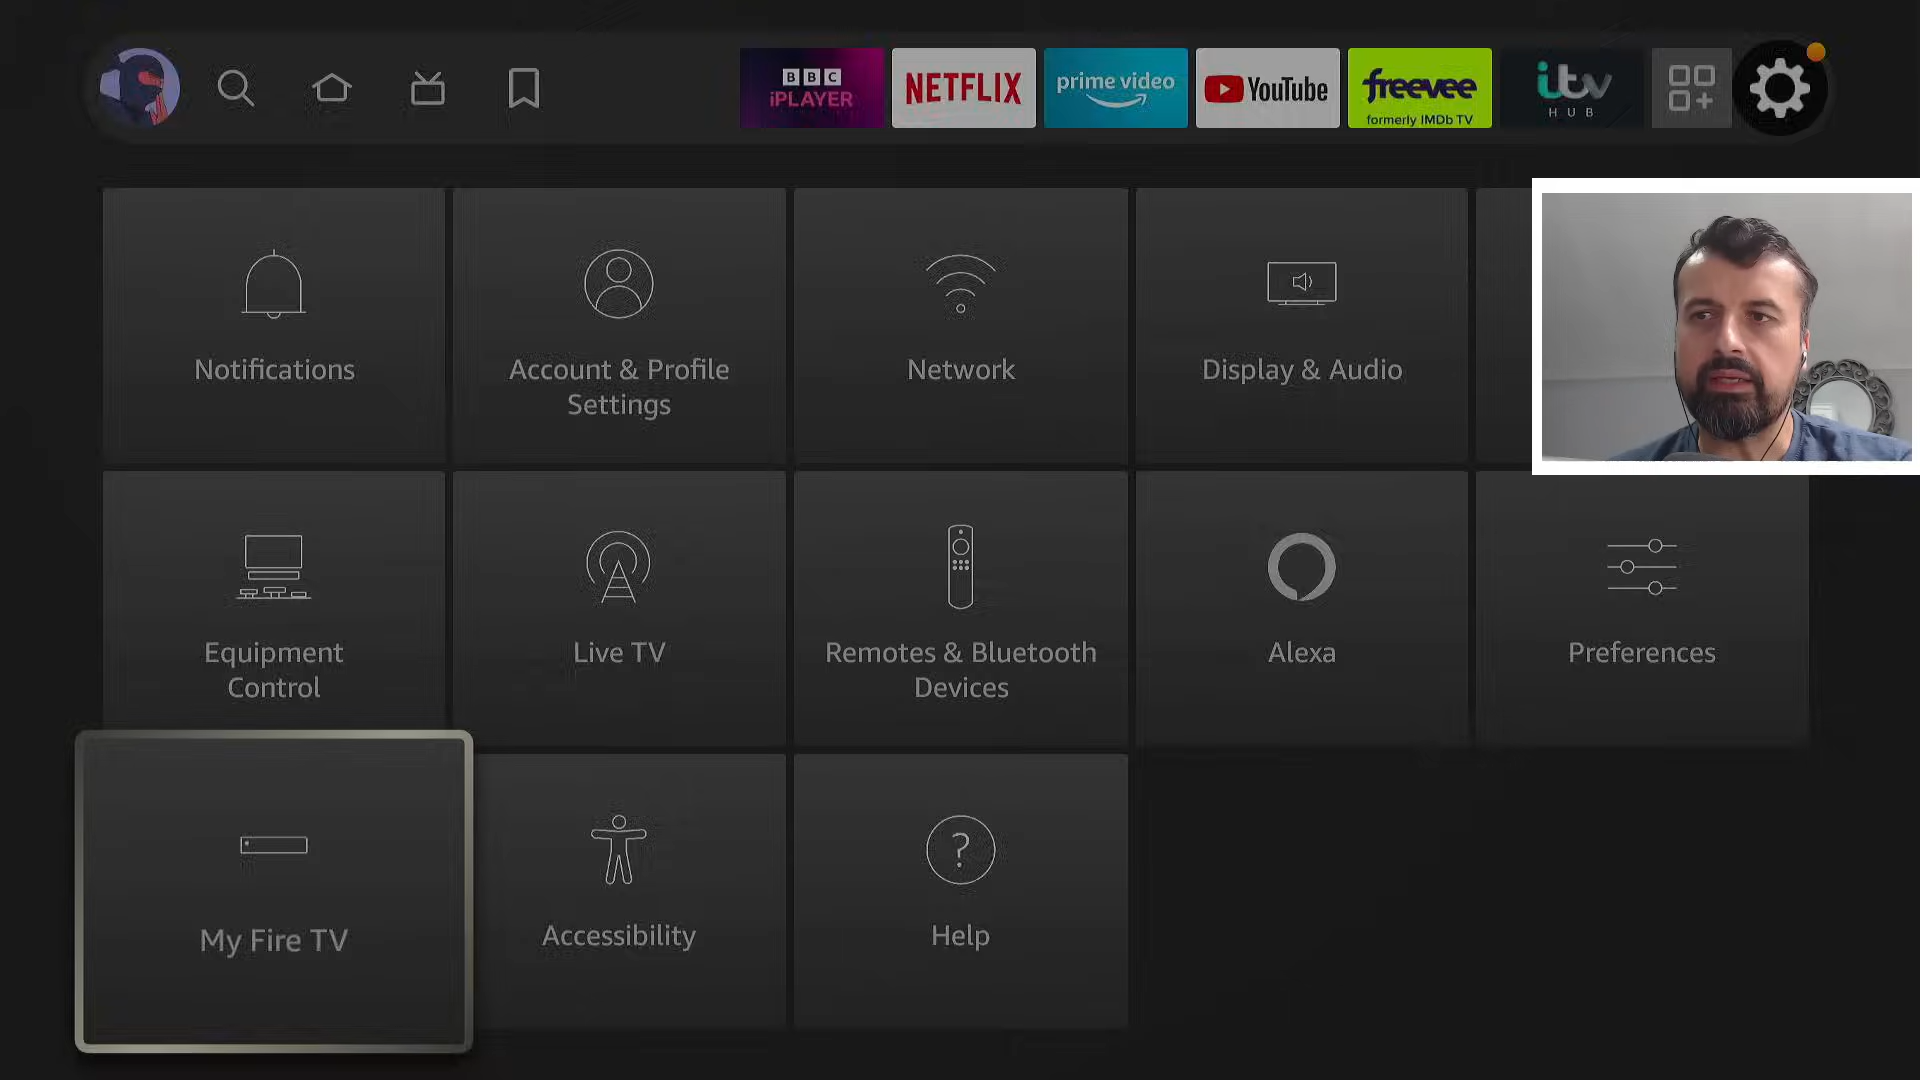 BBC
iPLAYER
NETFLIX
prime video
YouTube
freevee
formerly IMDb TV
itv
HUB
Notifications
Account & Profile
Settings
Network
Display & Audio
Equipment
Control
Live TV
Remotes & Bluetooth
Devices
Alexa
Preferences
My Fire TV
Accessibility
Help